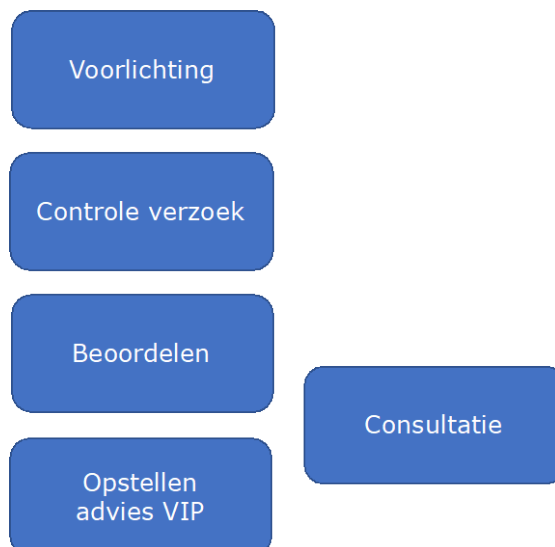 Voorlichting
Controle verzoek
Beoordelen
Consultatie
Opstellen
advies VIP